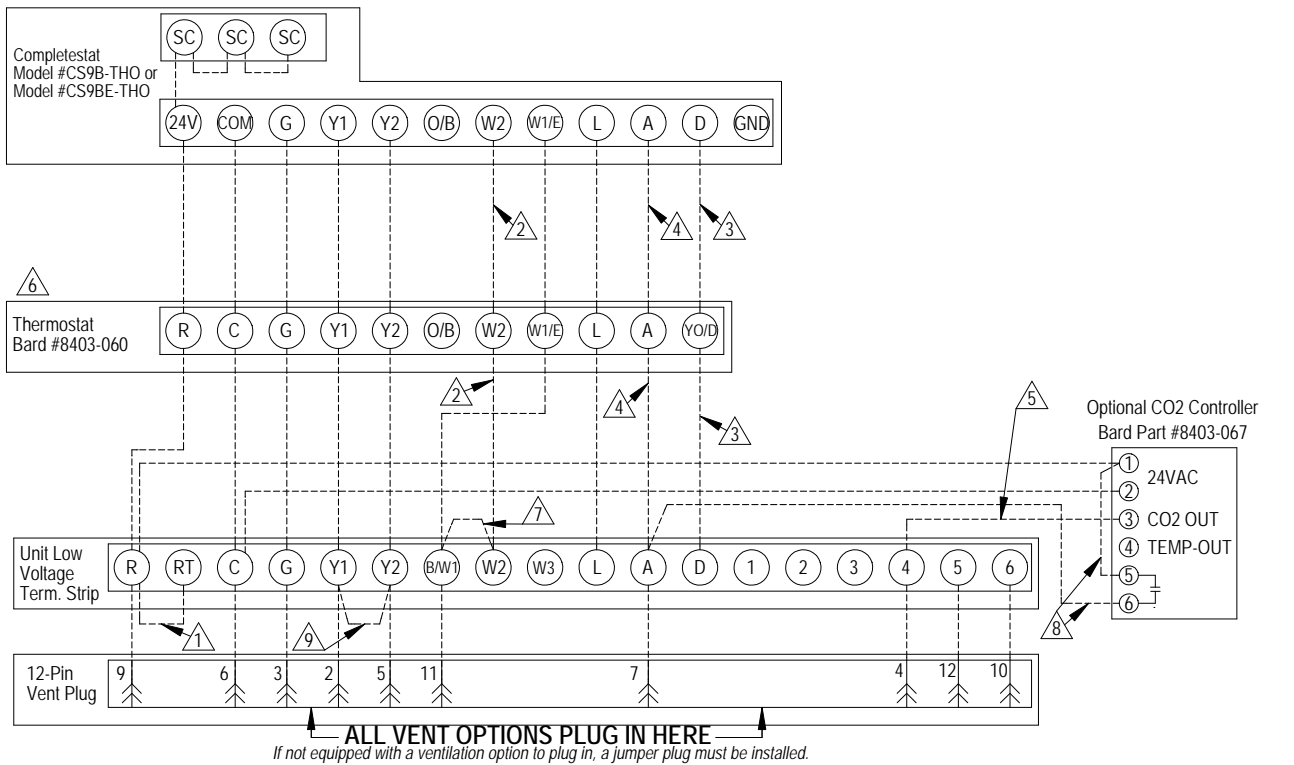 SC SC SC
Completestat
Model #CS9B-THO or
Model #CS9BE-THO
24V COM G Y1 Y2 O/B W2 W1/E L A D GND
2 4 3
6
Thermostat
Bard #8403-060
R C G Y1 Y2 O/B W2 W1/E L A YO/D
2 4 3
5
Optional CO2 Controller
Bard Part #8403-067
1
24VAC
2
3 CO2 OUT
4 TEMP-OUT
5
6
7
8
Unit Low
Voltage
Term. Strip
R RT C G Y1 Y2 B/W1 W2 W3 L A D 1 2 3 4 5 6
1 9
12-Pin
Vent Plug
9 6 3 2 5 11 7 4 12 10
ALL VENT OPTIONS PLUG IN HERE
If not equipped with a ventilation option to plug in, a jumper plug must be installed.